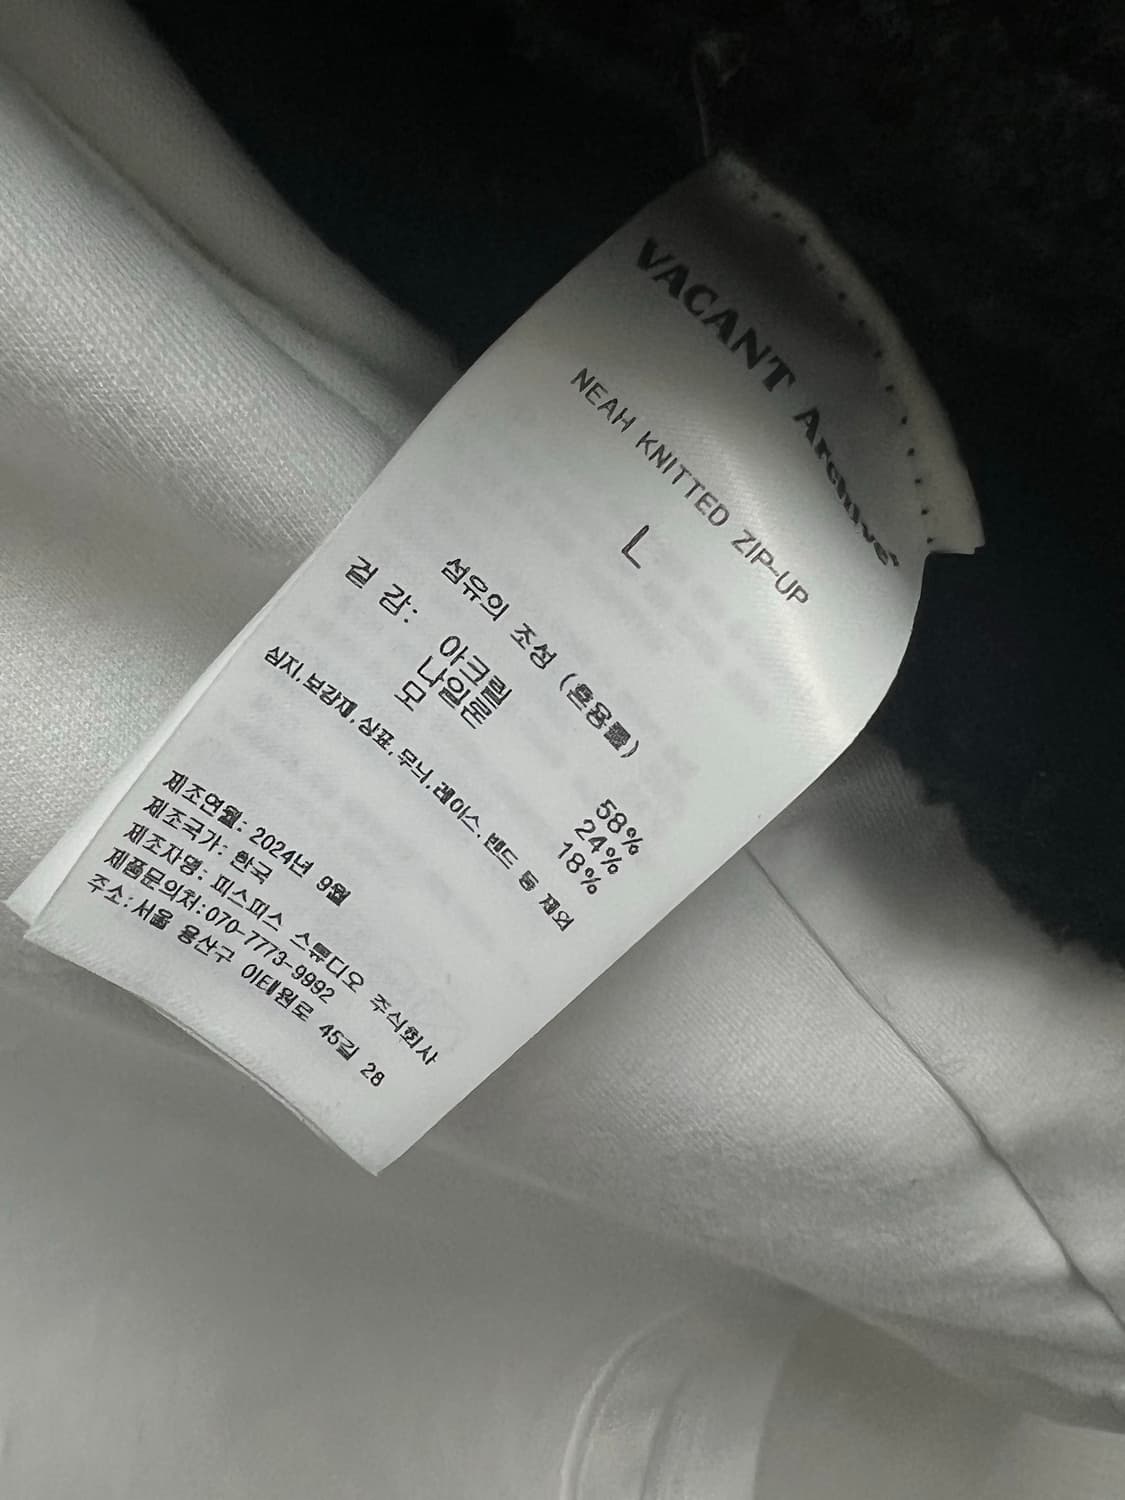 VACANT Archive
NEAH KNITTED ZIP-UP
L
섬유의 조성 (혼용률)
겉 감: 아크릴 58%
나일론 24%
모 18%
심지,보강재,상표,무늬,레이스,밴드 등 제외
제조연월: 2024년 9월
제조국가: 한국
제조자명: 피스피스 스튜디오 주식회사
제품문의처:070-7773-9992
주소:서울 용산구 이태원로 45길 28